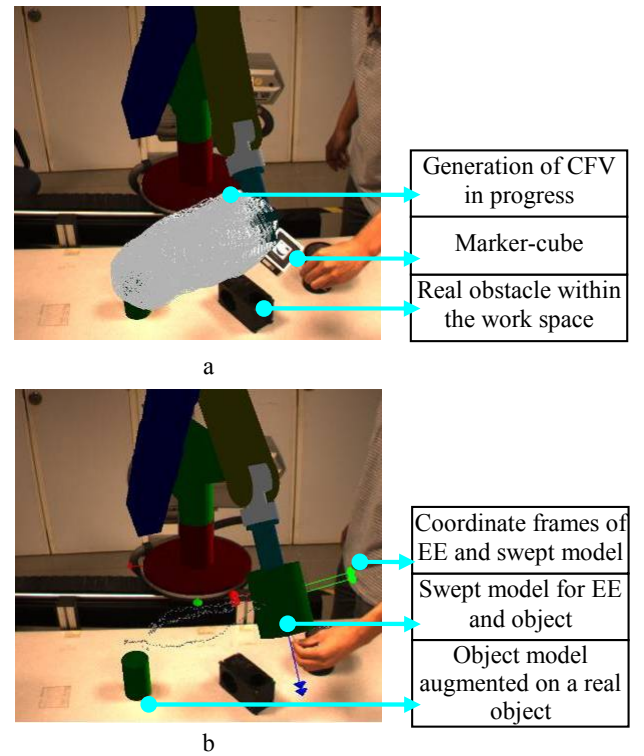 Generation of CFV
in progress
Marker-cube
Real obstacle within
the work space
a
Coordinate frames of
EE and swept model
Swept model for EE
and object
Object model
augmented on a real
object
b